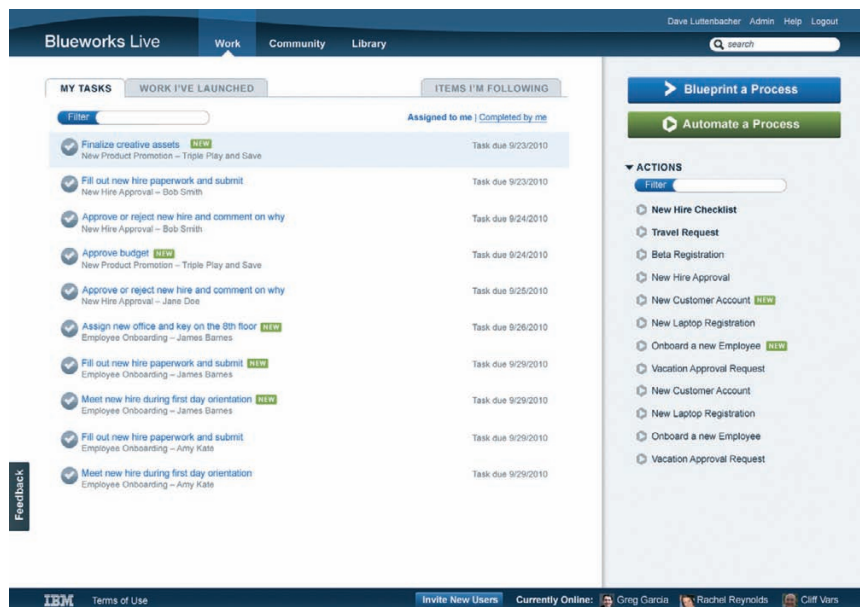 Dave Luttenbacher Admin Help Logout
Blueworks Live
Work Community Library
search
MY TASKS WORK I'VE LAUNCHED ITEMS I'M FOLLOWING
Filter
Assigned to me | Completed by me
Finalize creative assets NEW
New Product Promotion – Triple Play and Save
Task due 9/23/2010
Fill out new hire paperwork and submit
New Hire Approval – Bob Smith
Task due 9/23/2010
Approve or reject new hire and comment on why
New Hire Approval – Bob Smith
Task due 9/24/2010
Approve budget NEW
New Product Promotion – Triple Play and Save
Task due 9/24/2010
Approve or reject new hire and comment on why
New Hire Approval – Jane Doe
Task due 9/25/2010
Assign new office and key on the 8th floor NEW
Employee Onboarding – James Barnes
Task due 9/26/2010
Fill out new hire paperwork and submit NEW
Employee Onboarding – James Barnes
Task due 9/29/2010
Meet new hire during first day orientation NEW
Employee Onboarding – James Barnes
Task due 9/29/2010
Fill out new hire paperwork and submit
Employee Onboarding – Amy Kate
Task due 9/29/2010
Meet new hire during first day orientation
Employee Onboarding – Amy Kate
Task due 9/29/2010
Blueprint a Process
Automate a Process
ACTIONS
Filter
New Hire Checklist
Travel Request
Beta Registration
New Hire Approval
New Customer Account NEW
New Laptop Registration
Onboard a new Employee NEW
Vacation Approval Request
New Customer Account
New Laptop Registration
Onboard a new Employee
Vacation Approval Request
Feedback
IBM Terms of Use
Invite New Users Currently Online: Greg Garcia Rachel Reynolds Cliff Vars